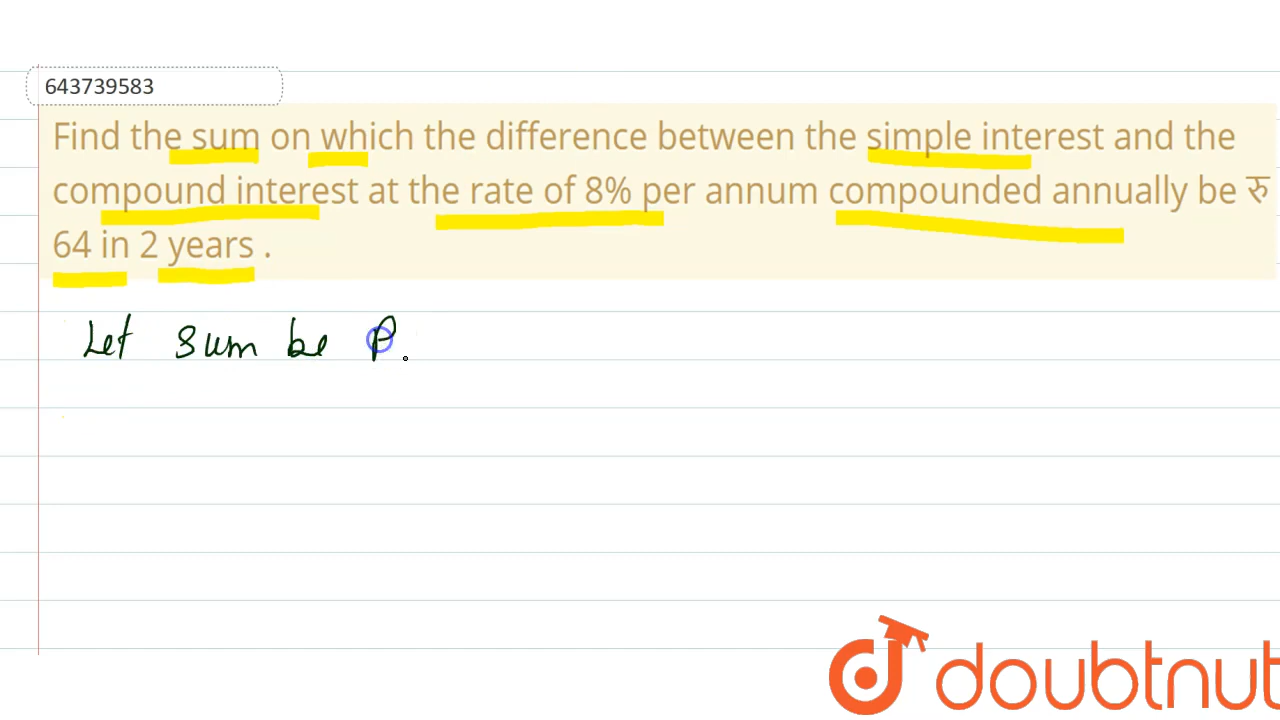 643739583
Find the sum on which the difference between the simple interest and the
compound interest at the rate of 8% per annum compounded annually be रु
64 in 2 years .
Let sum be P.
doubtnut